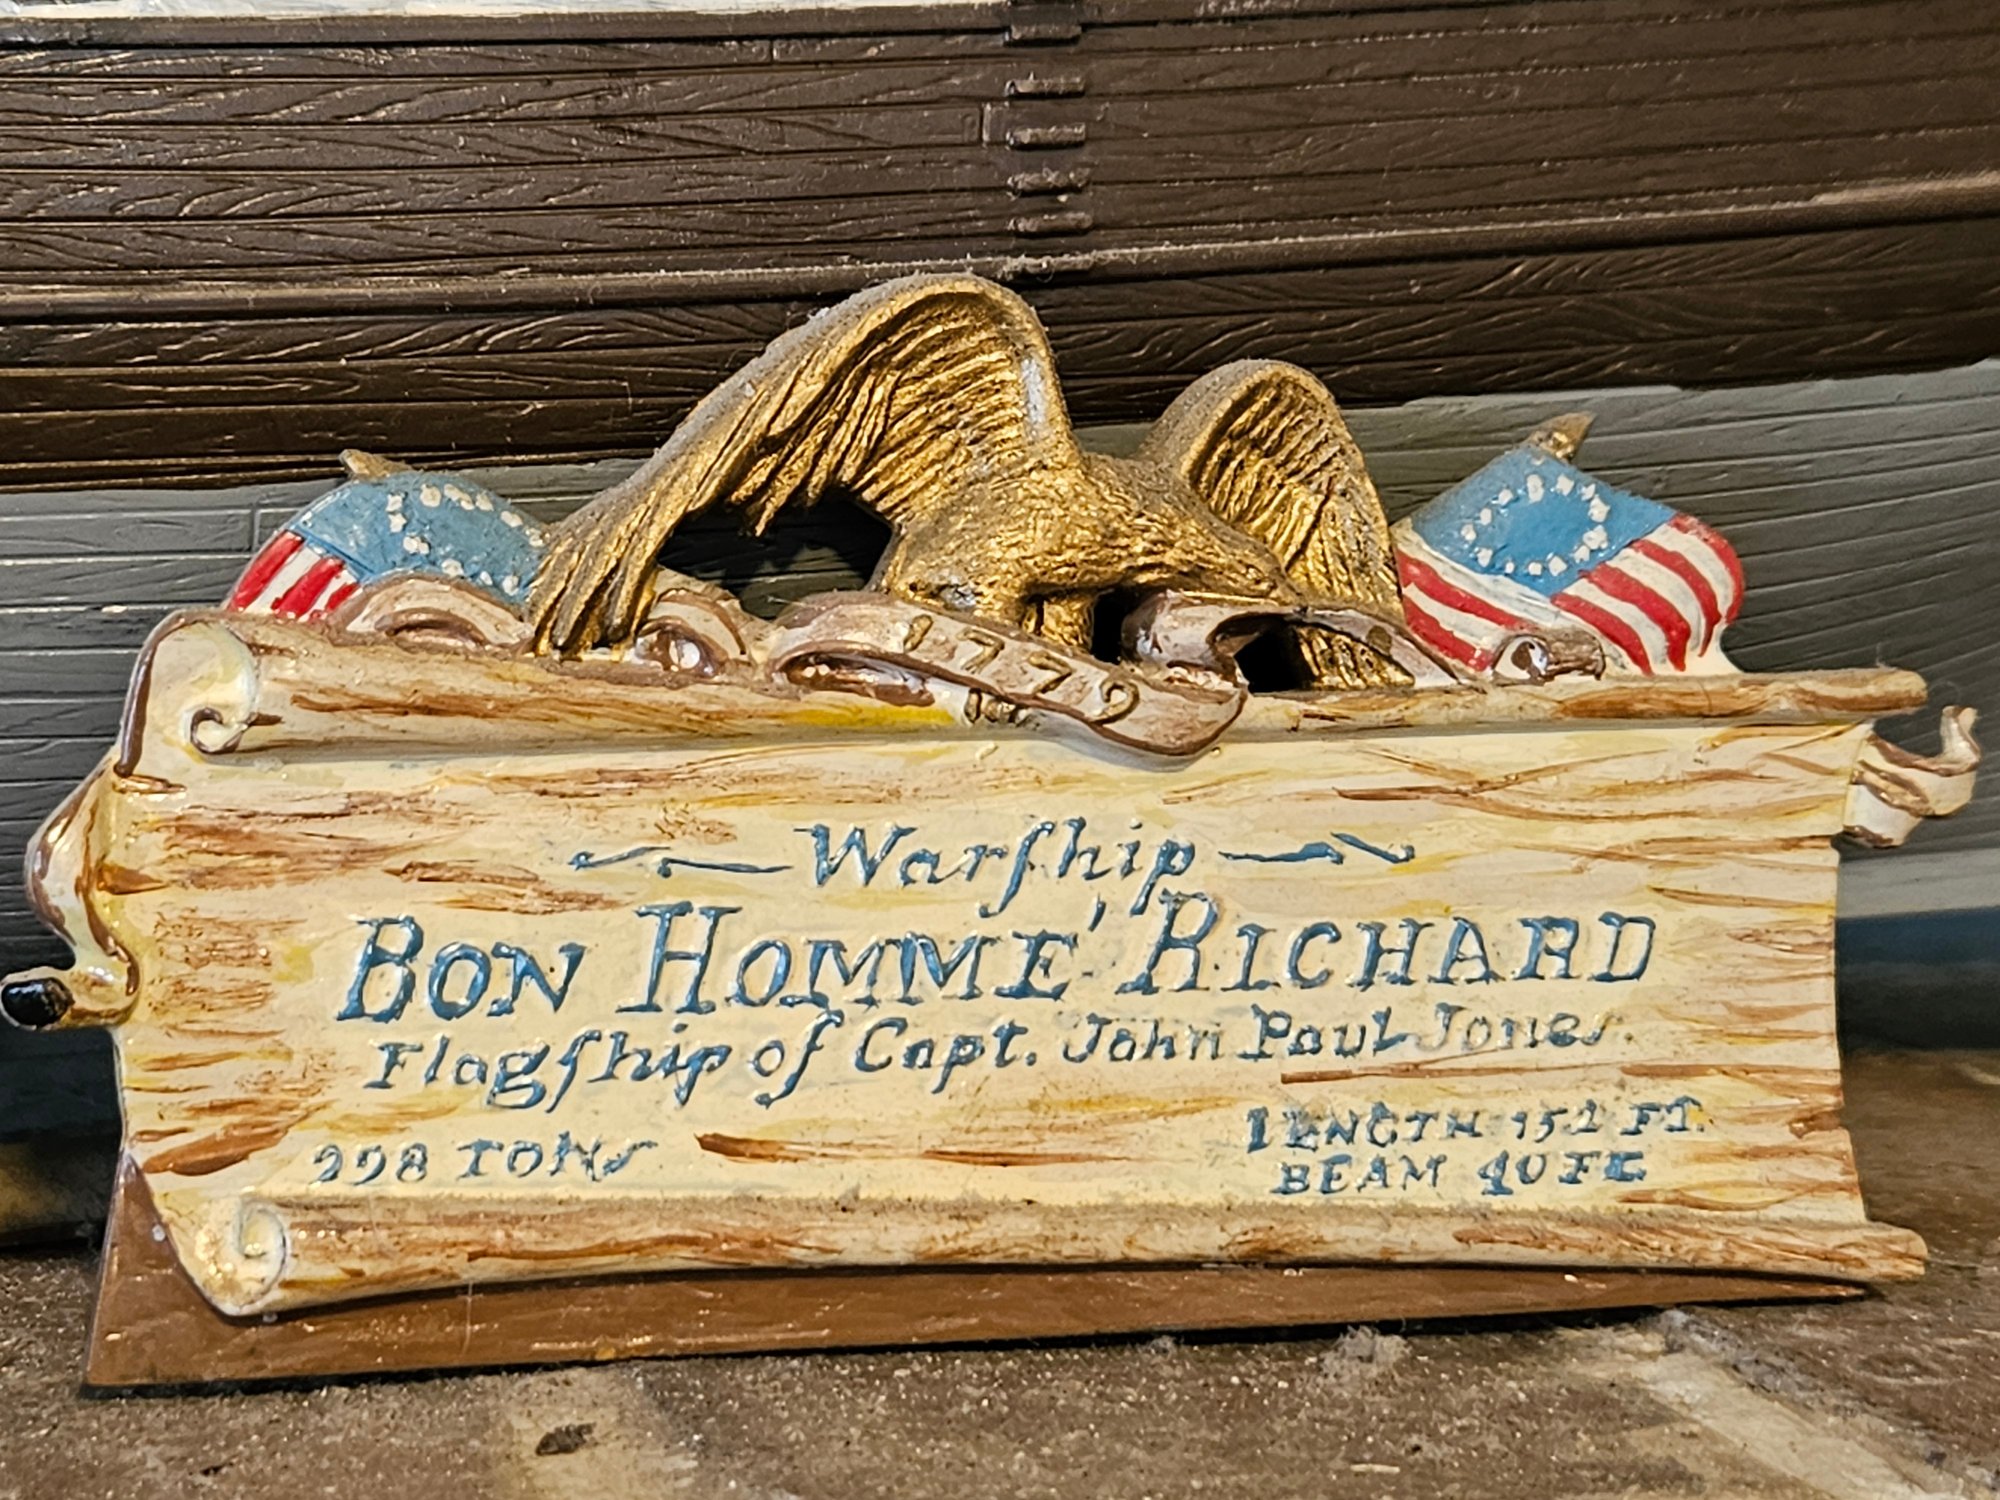 1779
Warſhip
BON HOMME' RICHARD
Flagſhip of Capt. John Paul Jones.
998 TONS
LENGTH 152 FT.
BEAM 40 FT.